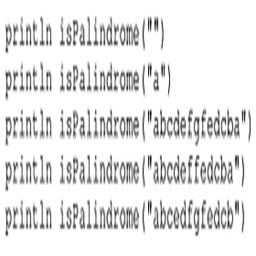 println isPalindrome("")
println isPalindrome("a")
println isPalindrome("abcdefgfedcba")
println isPalindrome("abcdeffedcba")
println isPalindrome("abcedfgfedcb")